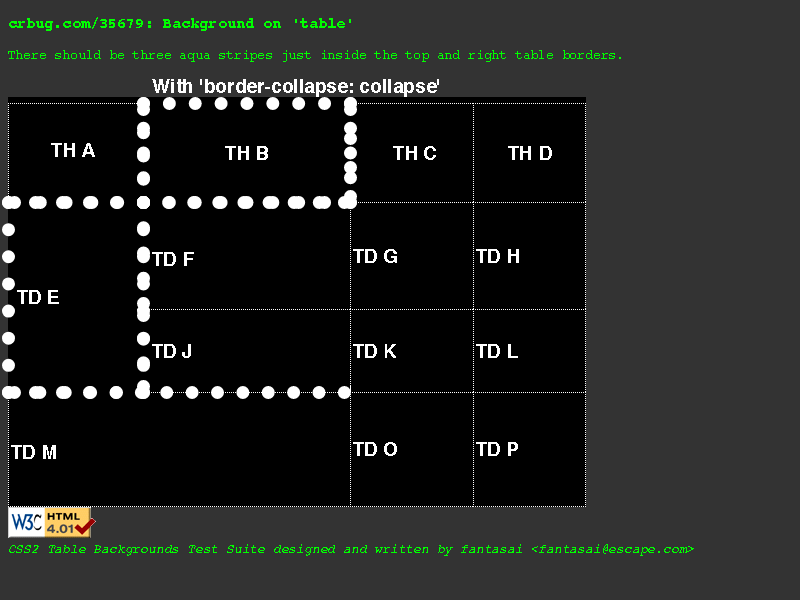 crbug.com/35679: Background on 'table'
There should be three aqua stripes just inside the top and right table borders.
With 'border-collapse: collapse'
TH A TH B TH C TH D
TD F TD G TD H
TD E
TD J TD K TD L
TD M TD O TD P
W3C HTML 4.01
CSS2 Table Backgrounds Test Suite designed and written by fantasai <fantasai@escape.com>